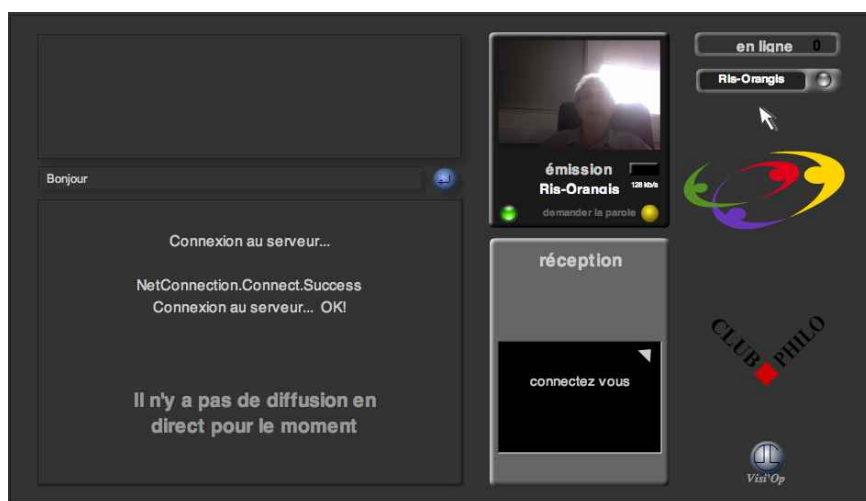 Bonjour
Connexion au serveur...
NetConnection.Connect.Success
Connexion au serveur... OK!
Il n'y a pas de diffusion en
direct pour le moment
émission
Ris-Orangis
128 kb/s
demander la parole
réception
connectez vous
en ligne 0
Ris-Orangis
CLUB PHILO
Visi'Op